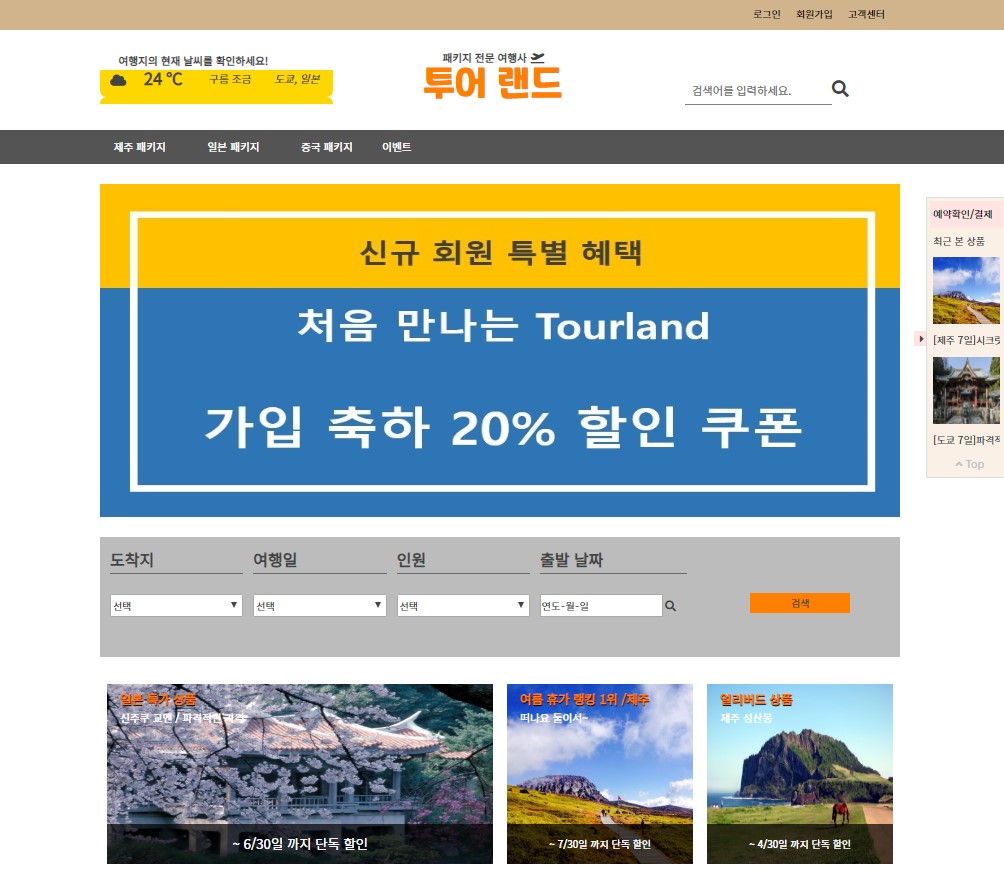 로그인 회원가입 고객센터
여행지의 현재 날씨를 확인하세요!
24 ℃ 구름 조금 도쿄, 일본
패키지 전문 여행사
투어 랜드
검색어를 입력하세요.
제주 패키지 일본 패키지 중국 패키지 이벤트
신규 회원 특별 혜택
처음 만나는 Tourland
가입 축하 20% 할인 쿠폰
예약확인/결제
최근 본 상품
[제주 7일]시크릿
[도쿄 7일]파격적
Top
도착지 여행일 인원 출발 날짜
선택 선택 선택 연도-월-일 검색
일본 특가 상품
신주쿠 교엔 / 파격적인 가격~
~ 6/30일 까지 단독 할인
여름 휴가 랭킹 1위 /제주
떠나요 둘이서~
~ 7/30일 까지 단독 할인
얼리버드 상품
제주 성산봉
~ 4/30일 까지 단독 할인